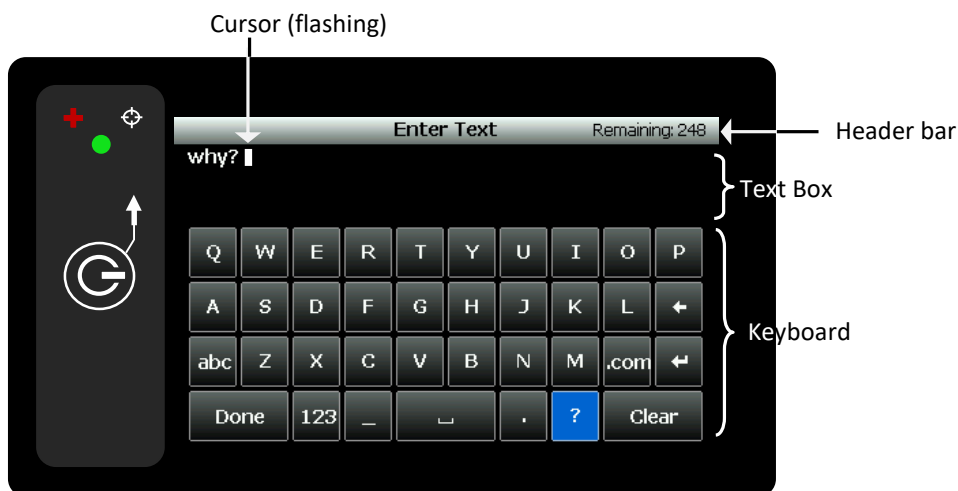 Cursor (flashing)
Enter Text Remaining: 248 Header bar
why?
Text Box
Q W E R T Y U I O P
A S D F G H J K L
Keyboard
abc Z X C V B N M .com
Done 123 _ . ? Clear